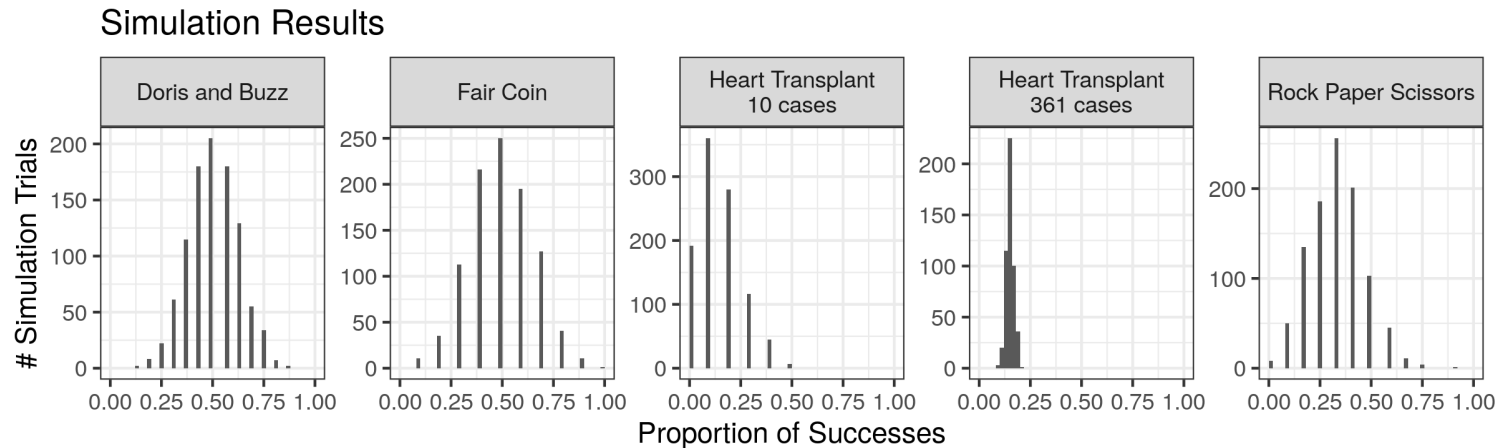 Simulation Results
Doris and Buzz
Fair Coin
Heart Transplant
10 cases
Heart Transplant
361 cases
Rock Paper Scissors
# Simulation Trials
200
150
100
50
0
250
200
150
100
50
0
300
200
100
0
200
150
100
50
0
200
100
0
0.00 0.25 0.50 0.75 1.00
0.00 0.25 0.50 0.75 1.00
0.00 0.25 0.50 0.75 1.00
0.00 0.25 0.50 0.75 1.00
0.00 0.25 0.50 0.75 1.00
Proportion of Successes